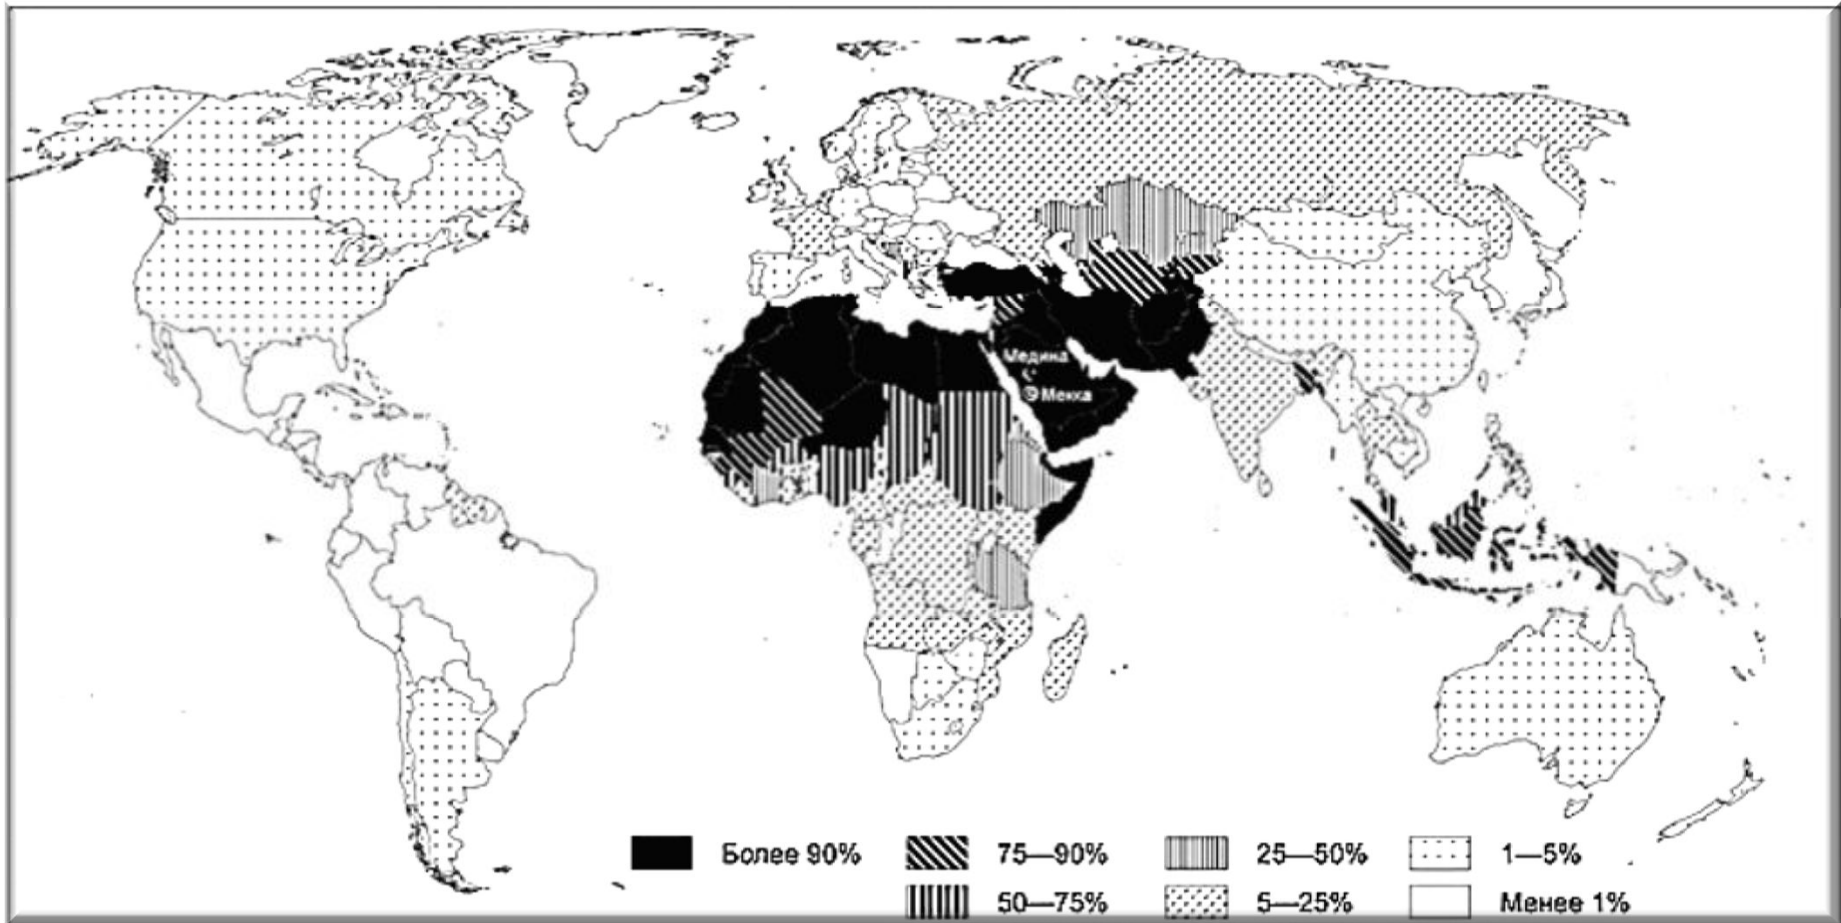 Медина
Мекка
Более 90%
75—90%
25—50%
1—5%
50—75%
5—25%
Менее 1%